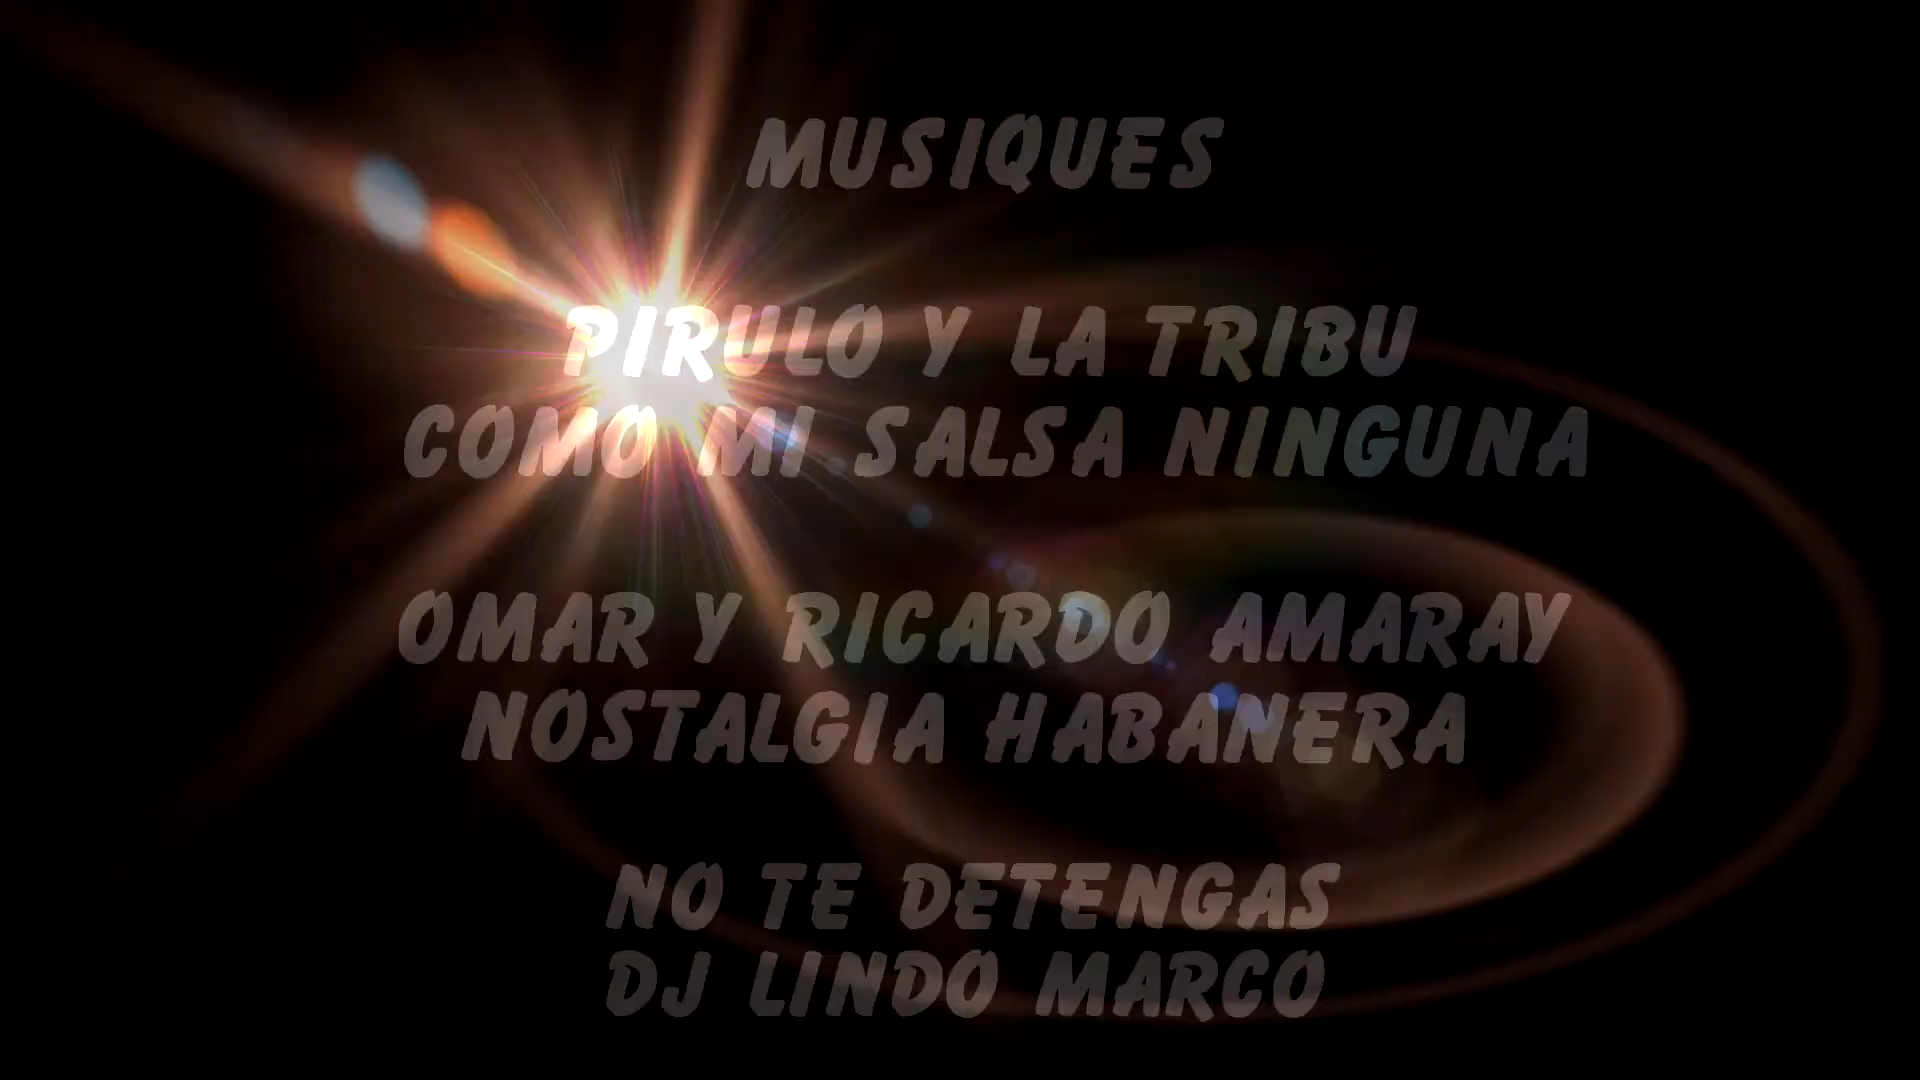 MUSIQUES
PIRULO Y LA TRIBU
COMO MI SALSA NINGUNA
OMAR Y RICARDO AMARAY
NOSTALGIA HABANERA
NO TE DETENGAS
DJ LINDO MARCO